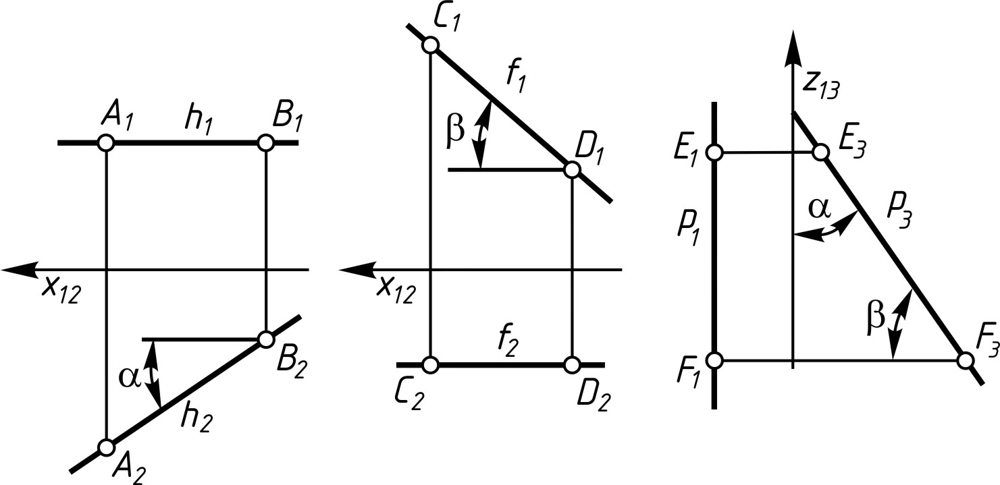 A1 h1 B1
x12
α
B2
h2
A2
C1
f1
β
D1
x12
f2
C2 D2
z13
E1 E3
α
p1 p3
β
F1 F3